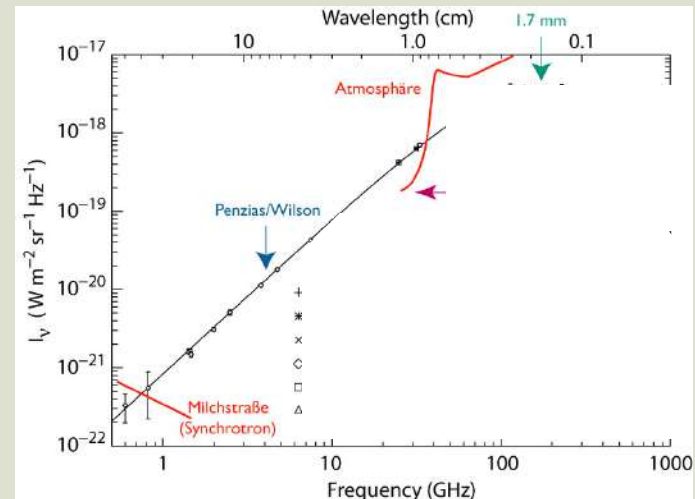 Wavelength (cm)
1.7 mm
10
1.0
0.1
10⁻¹⁷
10⁻¹⁸
10⁻¹⁹
10⁻²⁰
10⁻²¹
10⁻²²
Iᵥ (W m⁻² sr⁻¹ Hz⁻¹)
Atmosphäre
Penzias/Wilson
Milchstraße
(Synchrotron)
1
10
100
1000
Frequency (GHz)